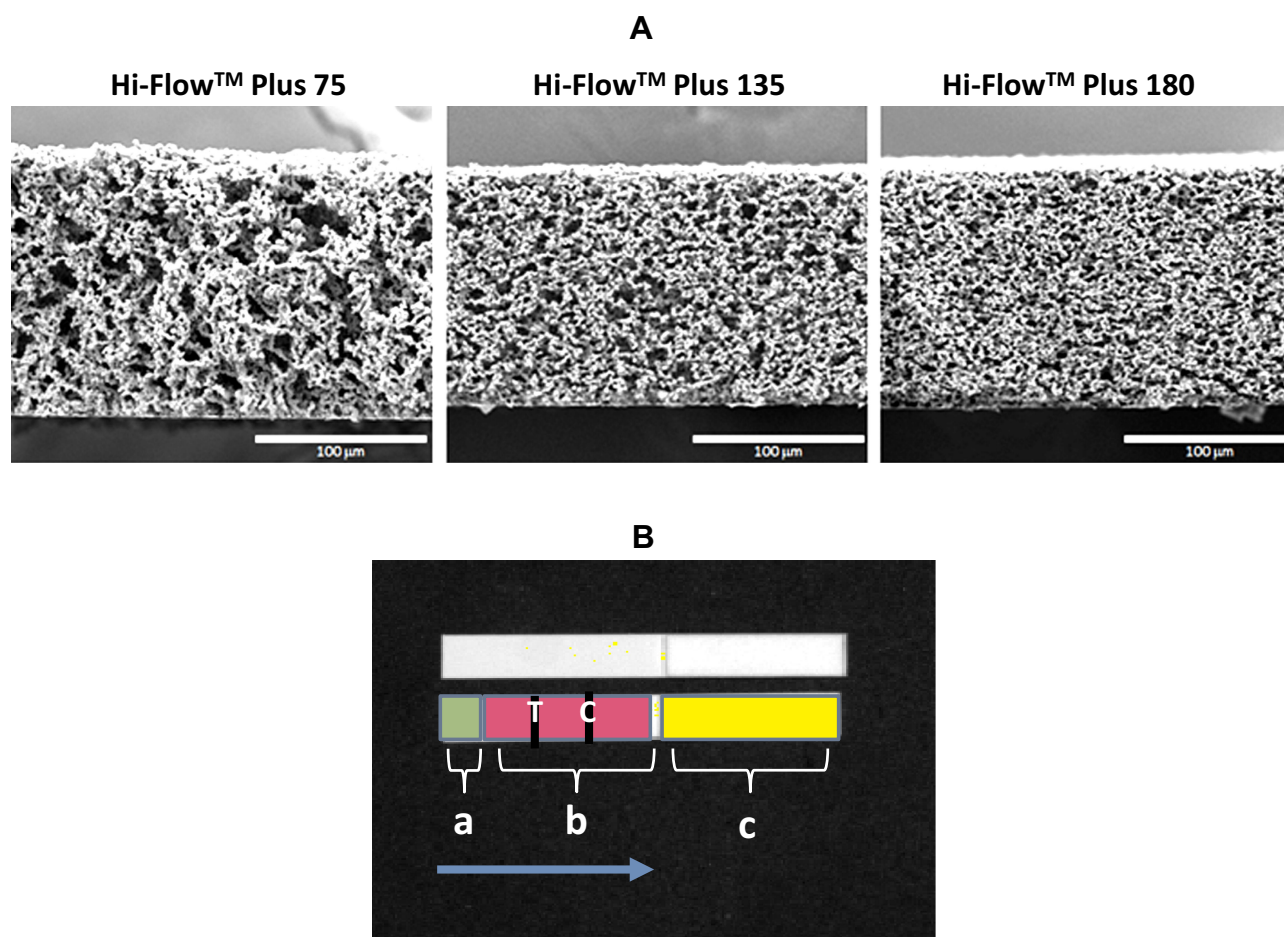 A
Hi-Flow™ Plus 75 Hi-Flow™ Plus 135 Hi-Flow™ Plus 180
100 µm 100 µm 100 µm
B
T C
a b c